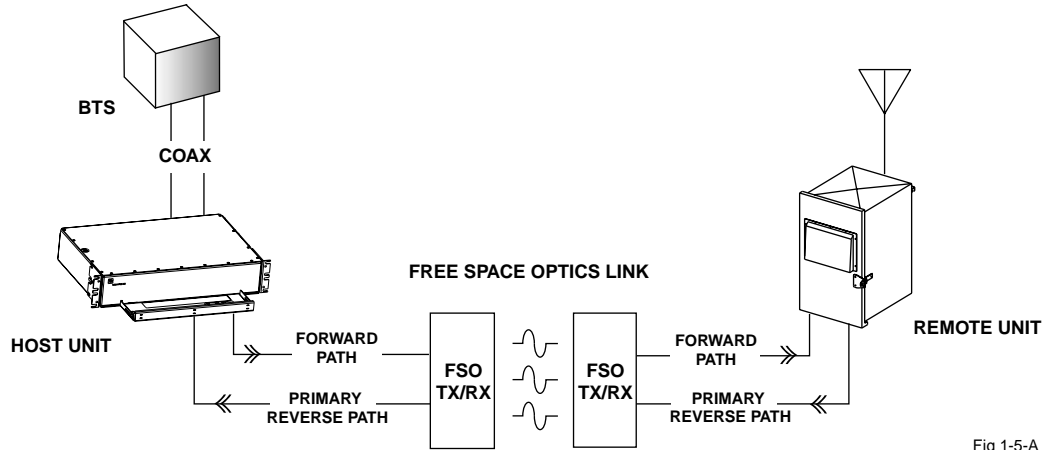 BTS
COAX
FREE SPACE OPTICS LINK
HOST UNIT
REMOTE UNIT
FORWARD
PATH
PRIMARY
REVERSE PATH
FSO
TX/RX
FSO
TX/RX
FORWARD
PATH
PRIMARY
REVERSE PATH
Fig 1-5-A